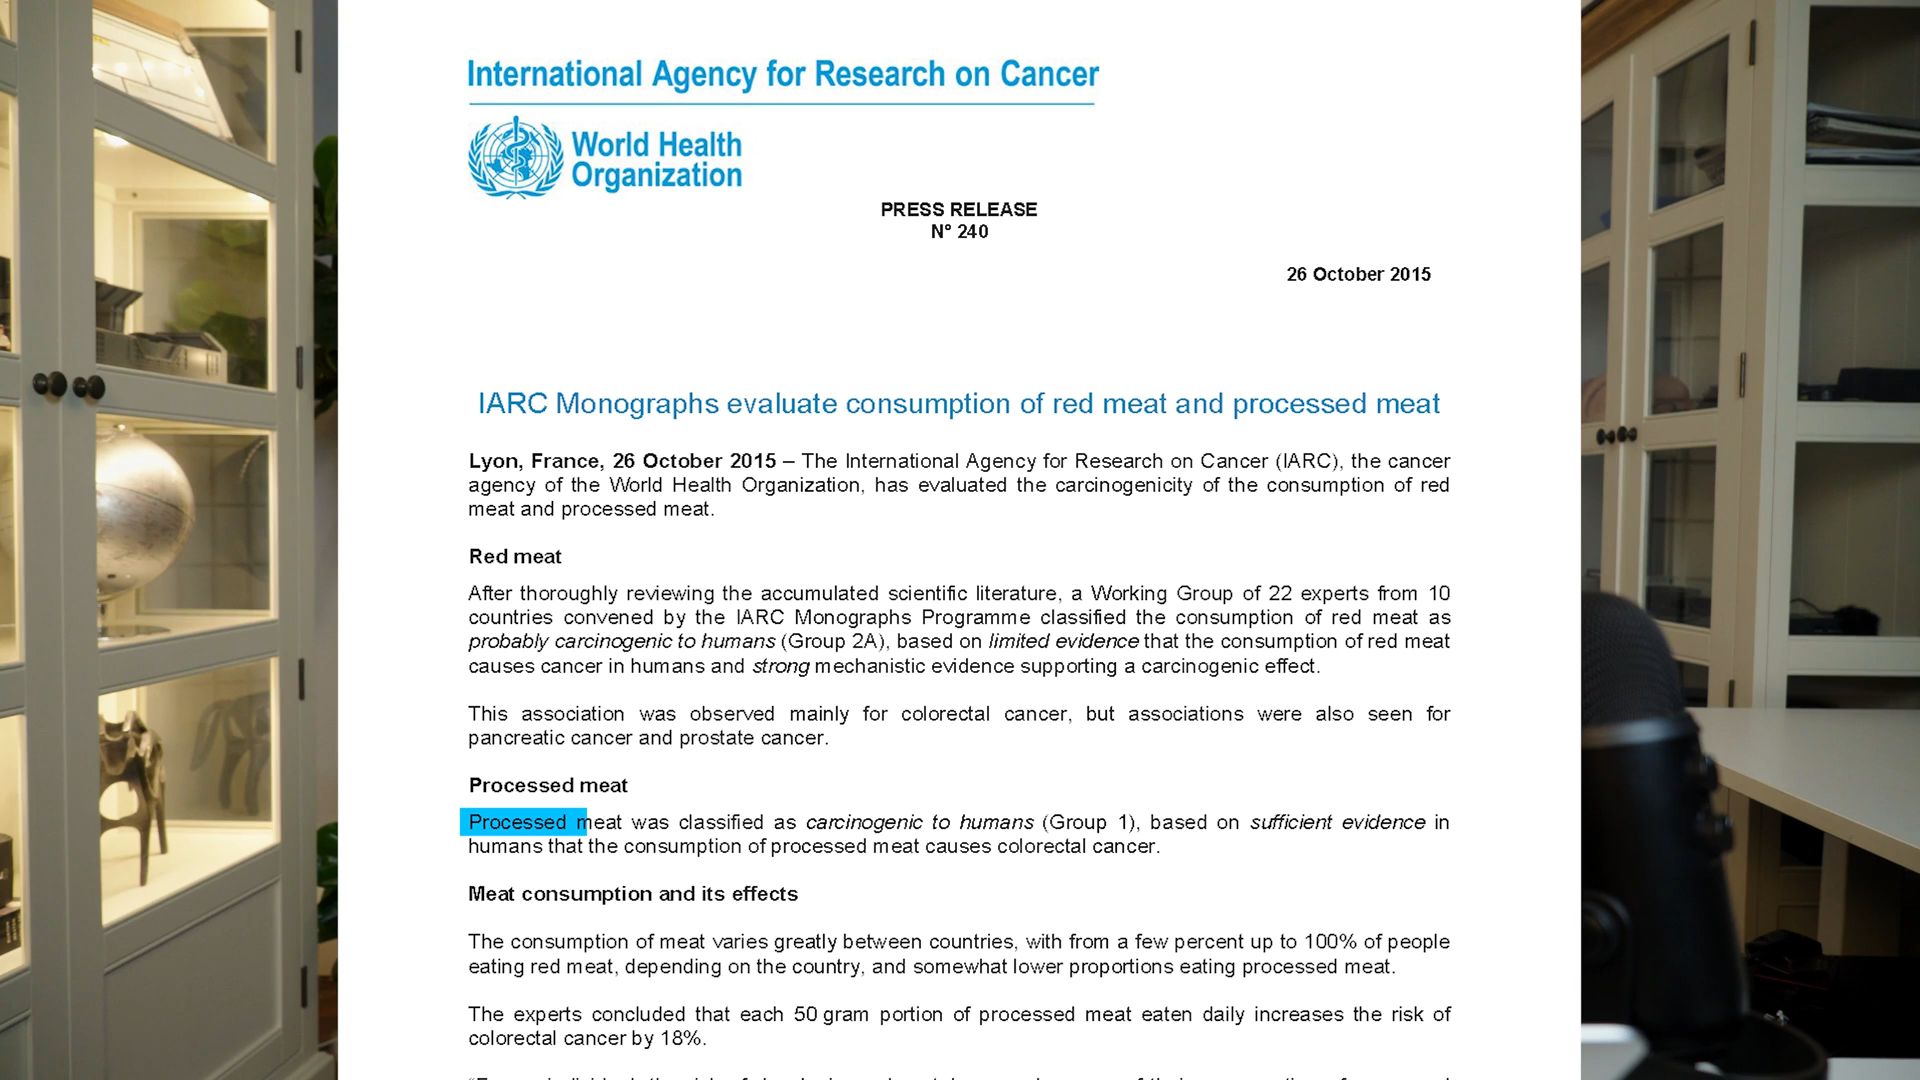 International Agency for Research on Cancer
World Health
Organization
PRESS RELEASE
N° 240
26 October 2015
IARC Monographs evaluate consumption of red meat and processed meat
Lyon, France, 26 October 2015 – The International Agency for Research on Cancer (IARC), the cancer
agency of the World Health Organization, has evaluated the carcinogenicity of the consumption of red
meat and processed meat.
Red meat
After thoroughly reviewing the accumulated scientific literature, a Working Group of 22 experts from 10
countries convened by the IARC Monographs Programme classified the consumption of red meat as
probably carcinogenic to humans (Group 2A), based on limited evidence that the consumption of red meat
causes cancer in humans and strong mechanistic evidence supporting a carcinogenic effect.
This association was observed mainly for colorectal cancer, but associations were also seen for
pancreatic cancer and prostate cancer.
Processed meat
Processed meat was classified as carcinogenic to humans (Group 1), based on sufficient evidence in
humans that the consumption of processed meat causes colorectal cancer.
Meat consumption and its effects
The consumption of meat varies greatly between countries, with from a few percent up to 100% of people
eating red meat, depending on the country, and somewhat lower proportions eating processed meat.
The experts concluded that each 50 gram portion of processed meat eaten daily increases the risk of
colorectal cancer by 18%.